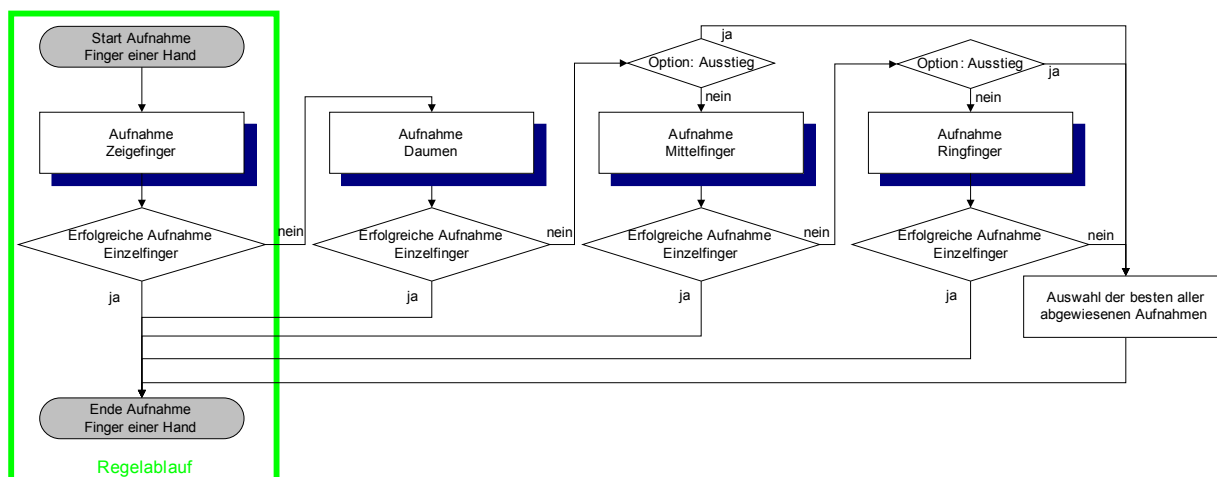 Start Aufnahme
Finger einer Hand
Aufnahme
Zeigefinger
Erfolgreiche Aufnahme
Einzelfinger
nein
ja
Aufnahme
Daumen
Erfolgreiche Aufnahme
Einzelfinger
nein
ja
Option: Ausstieg
ja
nein
Aufnahme
Mittelfinger
Erfolgreiche Aufnahme
Einzelfinger
nein
ja
Option: Ausstieg
ja
nein
Aufnahme
Ringfinger
Erfolgreiche Aufnahme
Einzelfinger
nein
ja
Auswahl der besten aller
abgewiesenen Aufnahmen
Ende Aufnahme
Finger einer Hand
Regelablauf